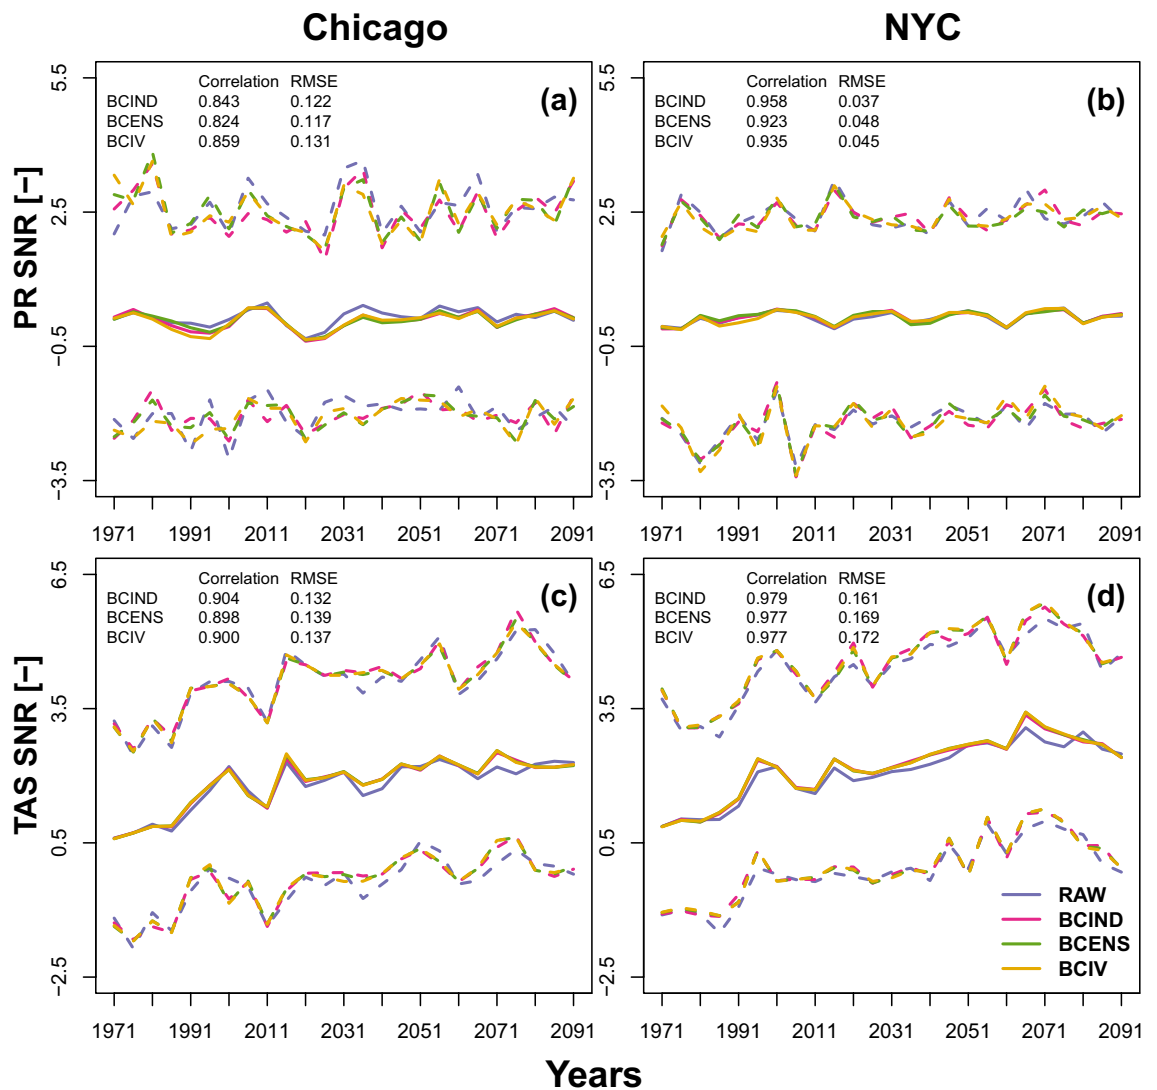 Chicago
NYC
PR SNR [−]
5.5
2.5
−0.5
−3.5
Correlation RMSE
BCIND 0.843 0.122
BCENS 0.824 0.117
BCIV 0.859 0.131
(a)
1971 1991 2011 2031 2051 2071 2091
5.5
2.5
−0.5
−3.5
Correlation RMSE
BCIND 0.958 0.037
BCENS 0.923 0.048
BCIV 0.935 0.045
(b)
1971 1991 2011 2031 2051 2071 2091
TAS SNR [−]
6.5
3.5
0.5
−2.5
Correlation RMSE
BCIND 0.904 0.132
BCENS 0.898 0.139
BCIV 0.900 0.137
(c)
1971 1991 2011 2031 2051 2071 2091
6.5
3.5
0.5
−2.5
Correlation RMSE
BCIND 0.979 0.161
BCENS 0.977 0.169
BCIV 0.977 0.172
(d)
RAW
BCIND
BCENS
BCIV
1971 1991 2011 2031 2051 2071 2091
Years